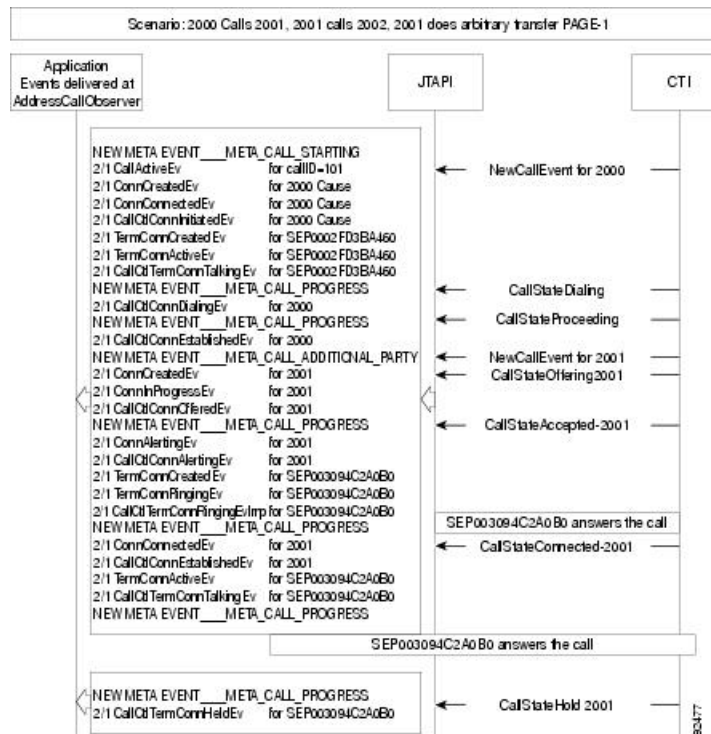 Scenario: 2000 Calls 2001, 2001 calls 2002, 2001 does arbitrary transfer PAGE-1
Application
Events delivered at
AddressCallObserver
JTAPI
CTI
NEW META EVENT____META_CALL_STARTING
2/1 CallActiveEv for callID=101
2/1 ConnCreatedEv for 2000 Cause
2/1 ConnConnectedEv for 2000 Cause
2/1 CallCtlConnInitiatedEv for 2000 Cause
2/1 TermConnCreatedEv for SEP0002FD3BA460
2/1 TermConnActiveEv for SEP0002FD3BA460
2/1 CallCtlTermConnTalkingEv for SEP0002FD3BA460
NEW META EVENT____META_CALL_PROGRESS
2/1 CallCtlConnDialingEv for 2000
NEW META EVENT____META_CALL_PROGRESS
2/1 CallCtlConnEstablishedEv for 2000
NEW META EVENT____META_CALL_ADDITIONAL_PARTY
2/1 ConnCreatedEv for 2001
2/1 ConnInProgressEv for 2001
2/1 CallCtlConnOfferedEv for 2001
NEW META EVENT____META_CALL_PROGRESS
2/1 ConnAlertingEv for 2001
2/1 CallCtlConnAlertingEv for 2001
2/1 TermConnCreatedEv for SEP003094C2A0B0
2/1 TermConnRingingEv for SEP003094C2A0B0
2/1 CallCtlTermConnRingingEvImp for SEP003094C2A0B0
NEW META EVENT____META_CALL_PROGRESS
2/1 ConnConnectedEv for 2001
2/1 CallCtlConnEstablishedEv for 2001
2/1 TermConnActiveEv for SEP003094C2A0B0
2/1 CallCtlTermConnTalkingEv for SEP003094C2A0B0
NEW META EVENT____META_CALL_PROGRESS
NewCallEvent for 2000
CallStateDialing
CallStateProceeding
NewCallEvent for 2001
CallStateOffering2001
CallStateAccepted-2001
SEP003094C2A0B0 answers the call
CallStateConnected-2001
SEP003094C2A0B0 answers the call
NEW META EVENT____META_CALL_PROGRESS
2/1 CallCtlTermConnHeldEv for SEP003094C2A0B0
CallStateHold 2001
92477